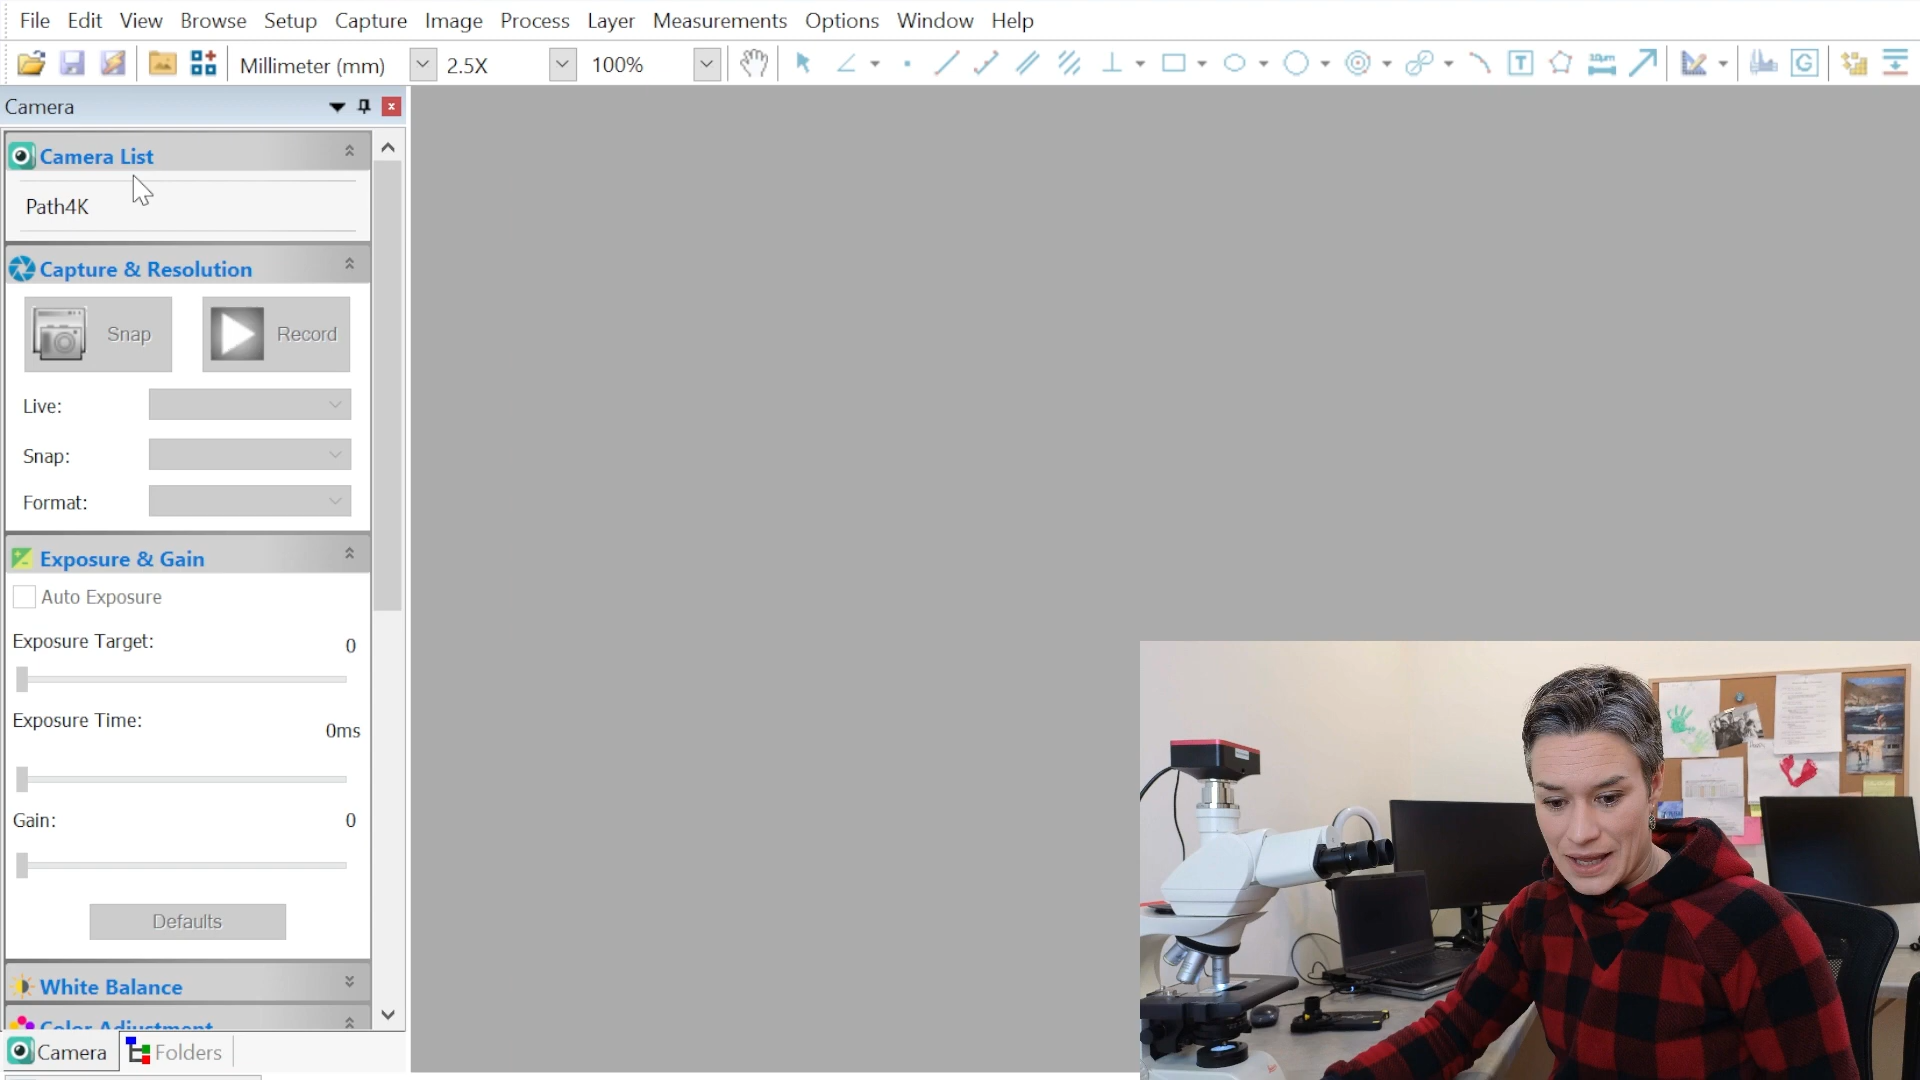 File Edit View Browse Setup Capture Image Process Layer Measurements Options Window Help
Millimeter (mm) 2.5X 100%
Camera
Camera List
Path4K
Capture & Resolution
Snap Record
Live:
Snap:
Format:
Exposure & Gain
Auto Exposure
Exposure Target: 0
Exposure Time: 0ms
Gain: 0
Defaults
White Balance
Color Adjustment
Camera Folders